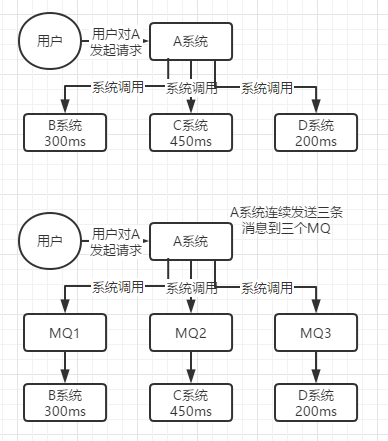 用户
用户对A
发起请求
A系统
系统调用
系统调用
系统调用
B系统
300ms
C系统
450ms
D系统
200ms
A系统连续发送三条
消息到三个MQ
用户
用户对A
发起请求
A系统
系统调用
系统调用
系统调用
MQ1
MQ2
MQ3
B系统
300ms
C系统
450ms
D系统
200ms